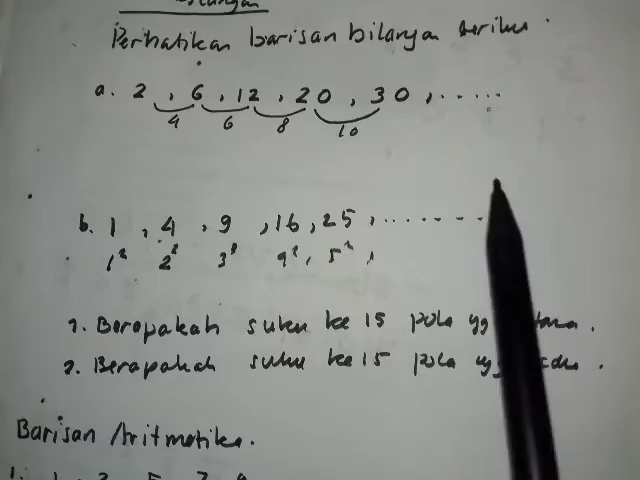 Perhatikan barisan bilangan berikut.
a. 2, 6, 12, 20, 30, ......
4 6 8 10
b. 1, 4, 9, 16, 25, ........
1² 2² 3² 4², 5²,
1. Berapakah suku ke 15 pola yg
2. Berapakah suku ke 15 pola yg
Barisan Aritmatika.